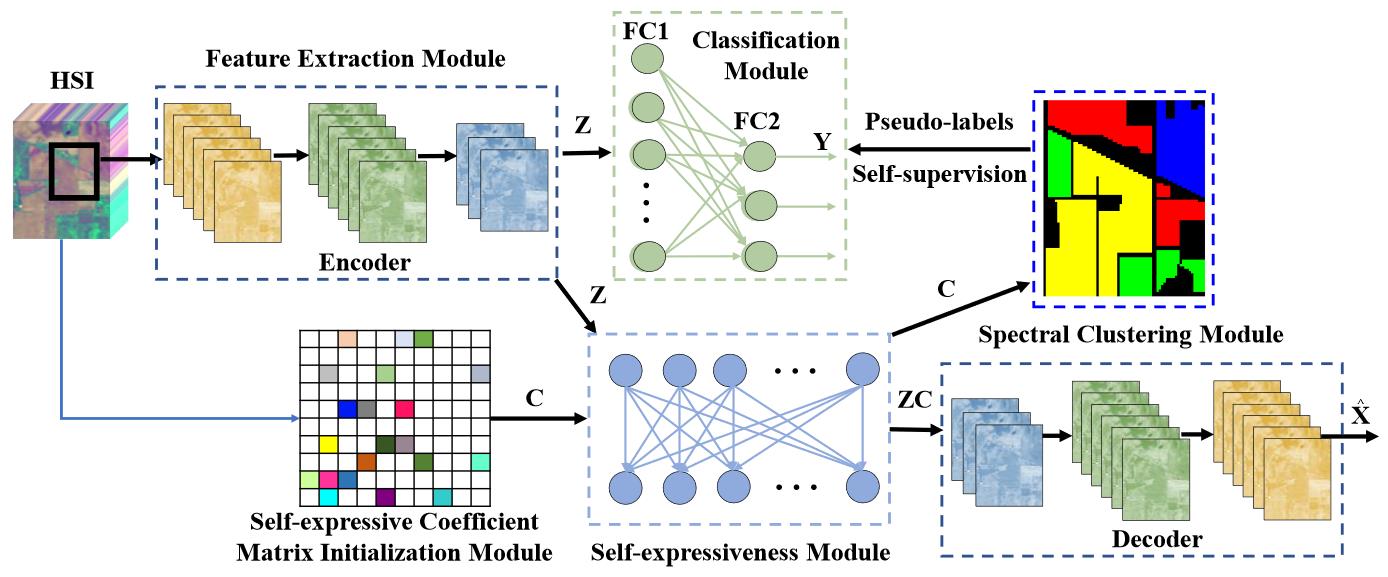 HSI
Feature Extraction Module
Encoder
Z
FC1
Classification
Module
FC2
Y
Pseudo-labels
Self-supervision
Z
C
Spectral Clustering Module
C
ZC
X̂
Self-expressive Coefficient
Matrix Initialization Module
Self-expressiveness Module
Decoder